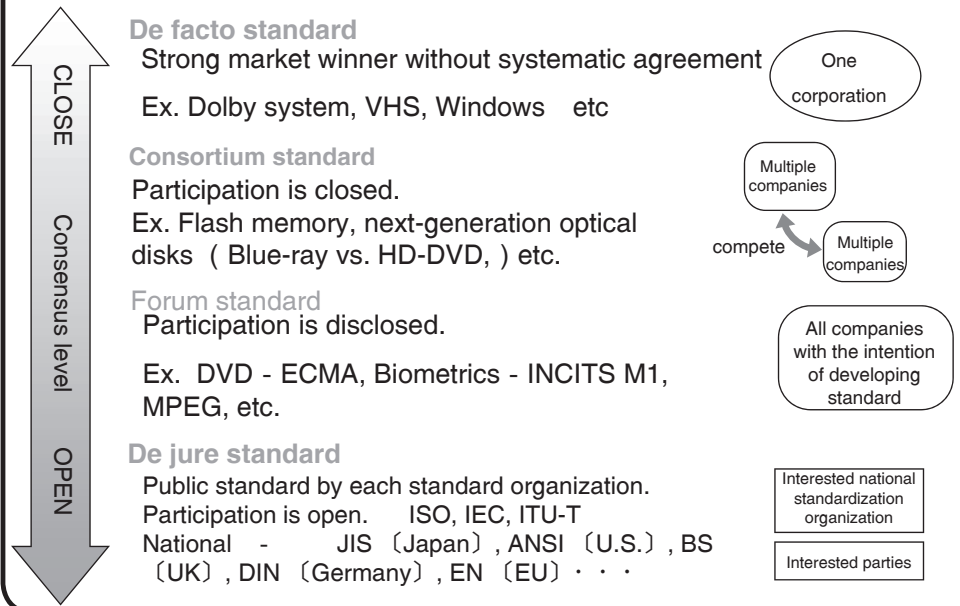 CLOSE
Consensus level
OPEN
De facto standard
Strong market winner without systematic agreement
Ex. Dolby system, VHS, Windows etc
One
corporation
Consortium standard
Participation is closed.
Ex. Flash memory, next-generation optical
disks ( Blue-ray vs. HD-DVD, ) etc.
Multiple
companies
compete
Multiple
companies
Forum standard
Participation is disclosed.
Ex. DVD - ECMA, Biometrics - INCITS M1,
MPEG, etc.
All companies
with the intention
of developing
standard
De jure standard
Public standard by each standard organization.
Participation is open. ISO, IEC, ITU-T
National - JIS 〔Japan〕, ANSI 〔U.S.〕, BS
〔UK〕, DIN 〔Germany〕, EN 〔EU〕・・・
Interested national
standardization
organization
Interested parties